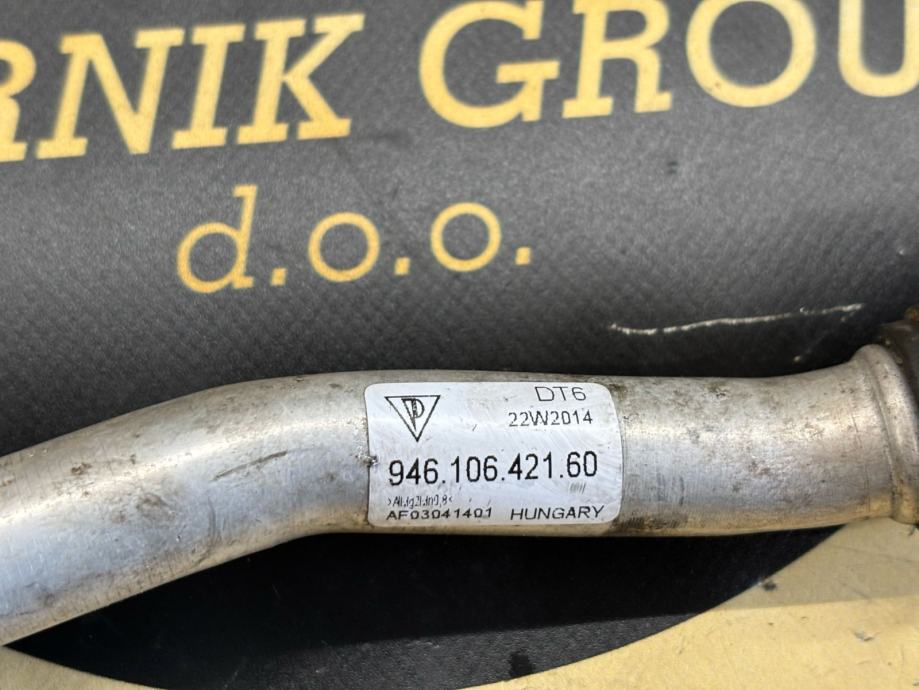 RNIK GROU
d.o.o.
DT6
22W2014
946.106.421.60
AF03041401 HUNGARY